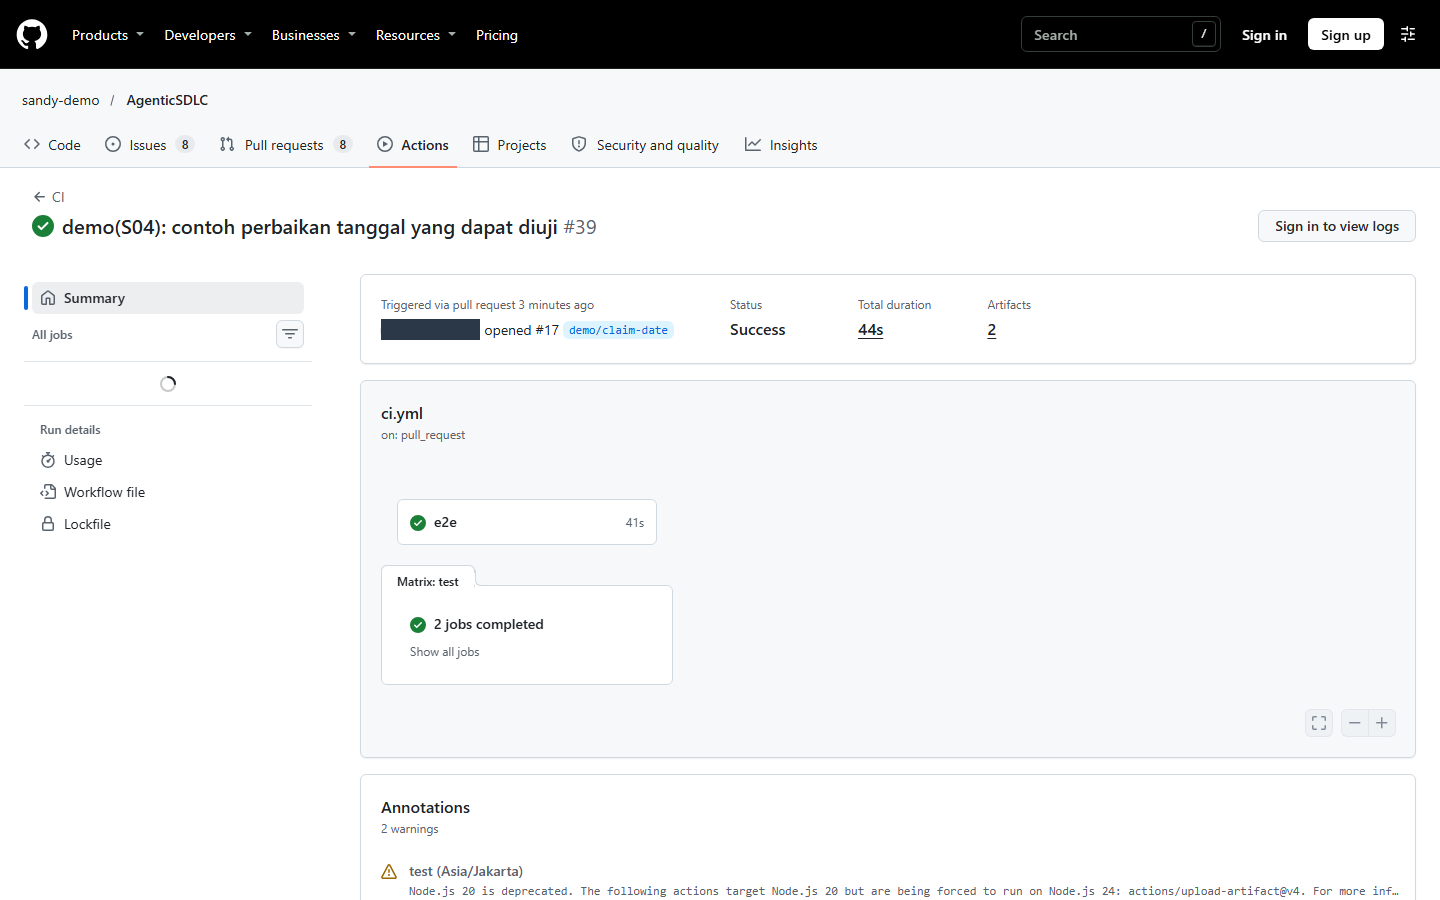 Products Developers Businesses Resources Pricing Search / Sign in Sign up
sandy-demo / AgenticSDLC
Code Issues 8 Pull requests 8 Actions Projects Security and quality Insights
CI
demo(S04): contoh perbaikan tanggal yang dapat diuji #39
Sign in to view logs
Summary
All jobs
Run details
Usage
Workflow file
Lockfile
Triggered via pull request 3 minutes ago
opened #17 demo/claim-date
Status
Success
Total duration
44s
Artifacts
2
ci.yml
on: pull_request
e2e 41s
Matrix: test
2 jobs completed
Show all jobs
Annotations
2 warnings
test (Asia/Jakarta)
Node.js 20 is deprecated. The following actions target Node.js 20 but are being forced to run on Node.js 24: actions/upload-artifact@v4. For more inf…